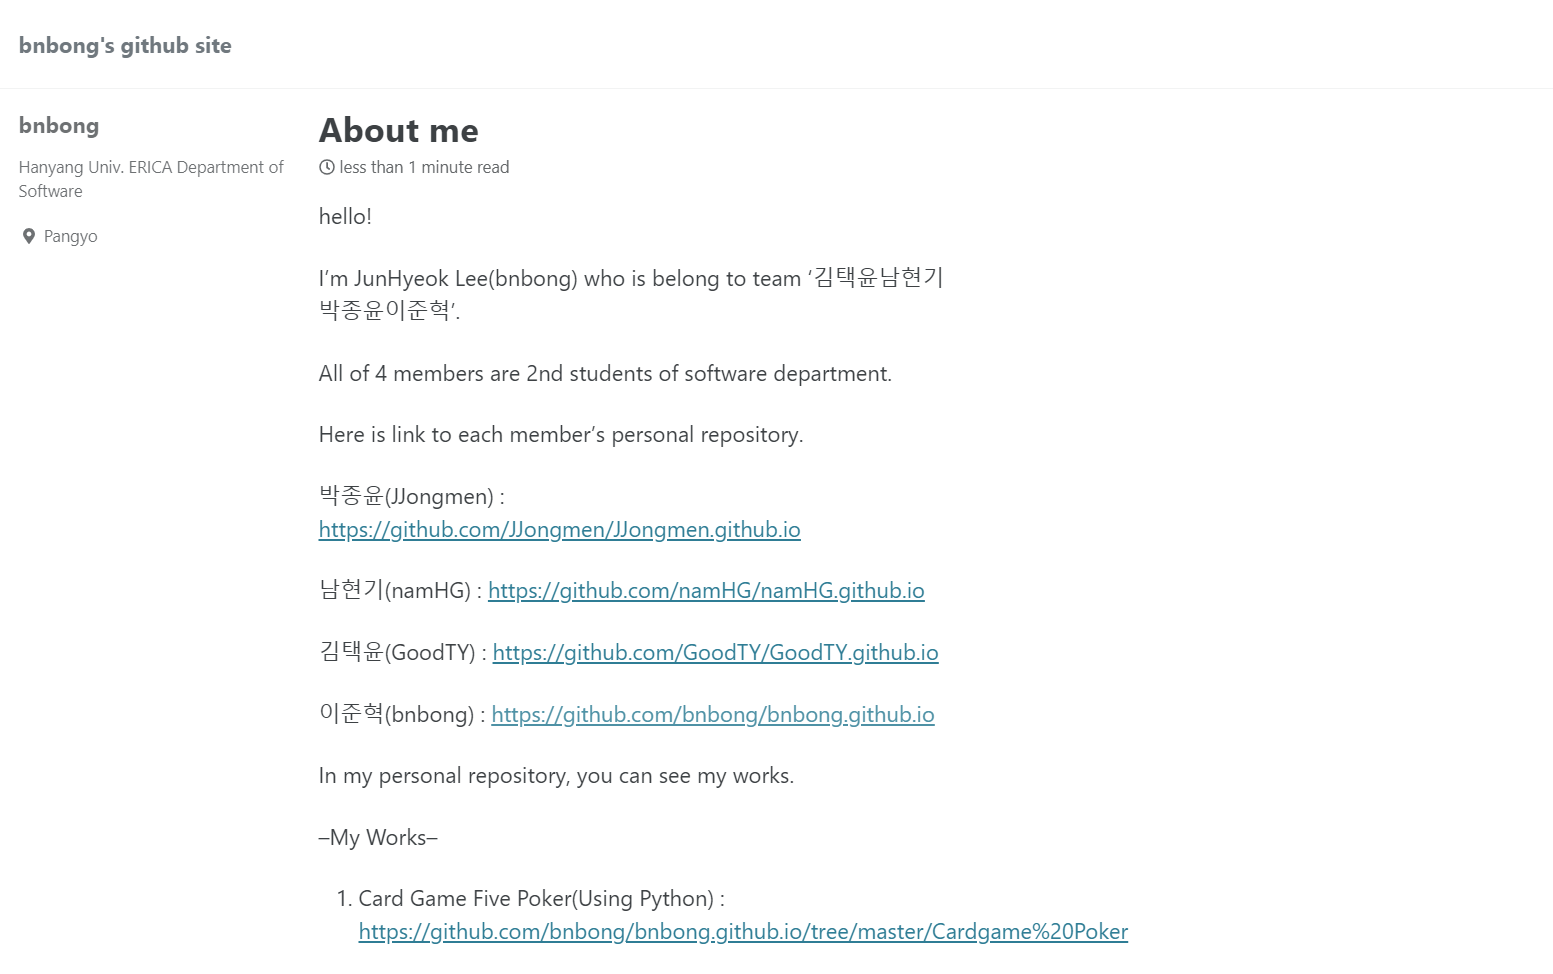 bnbong's github site
bnbong
Hanyang Univ. ERICA Department of
Software
Pangyo
About me
less than 1 minute read
hello!
I’m JunHyeok Lee(bnbong) who is belong to team ‘김택윤남현기
박종윤이준혁’.
All of 4 members are 2nd students of software department.
Here is link to each member’s personal repository.
박종윤(JJongmen) :
https://github.com/JJongmen/JJongmen.github.io
남현기(namHG) : https://github.com/namHG/namHG.github.io
김택윤(GoodTY) : https://github.com/GoodTY/GoodTY.github.io
이준혁(bnbong) : https://github.com/bnbong/bnbong.github.io
In my personal repository, you can see my works.
–My Works–
1. Card Game Five Poker(Using Python) :
https://github.com/bnbong/bnbong.github.io/tree/master/Cardgame%20Poker